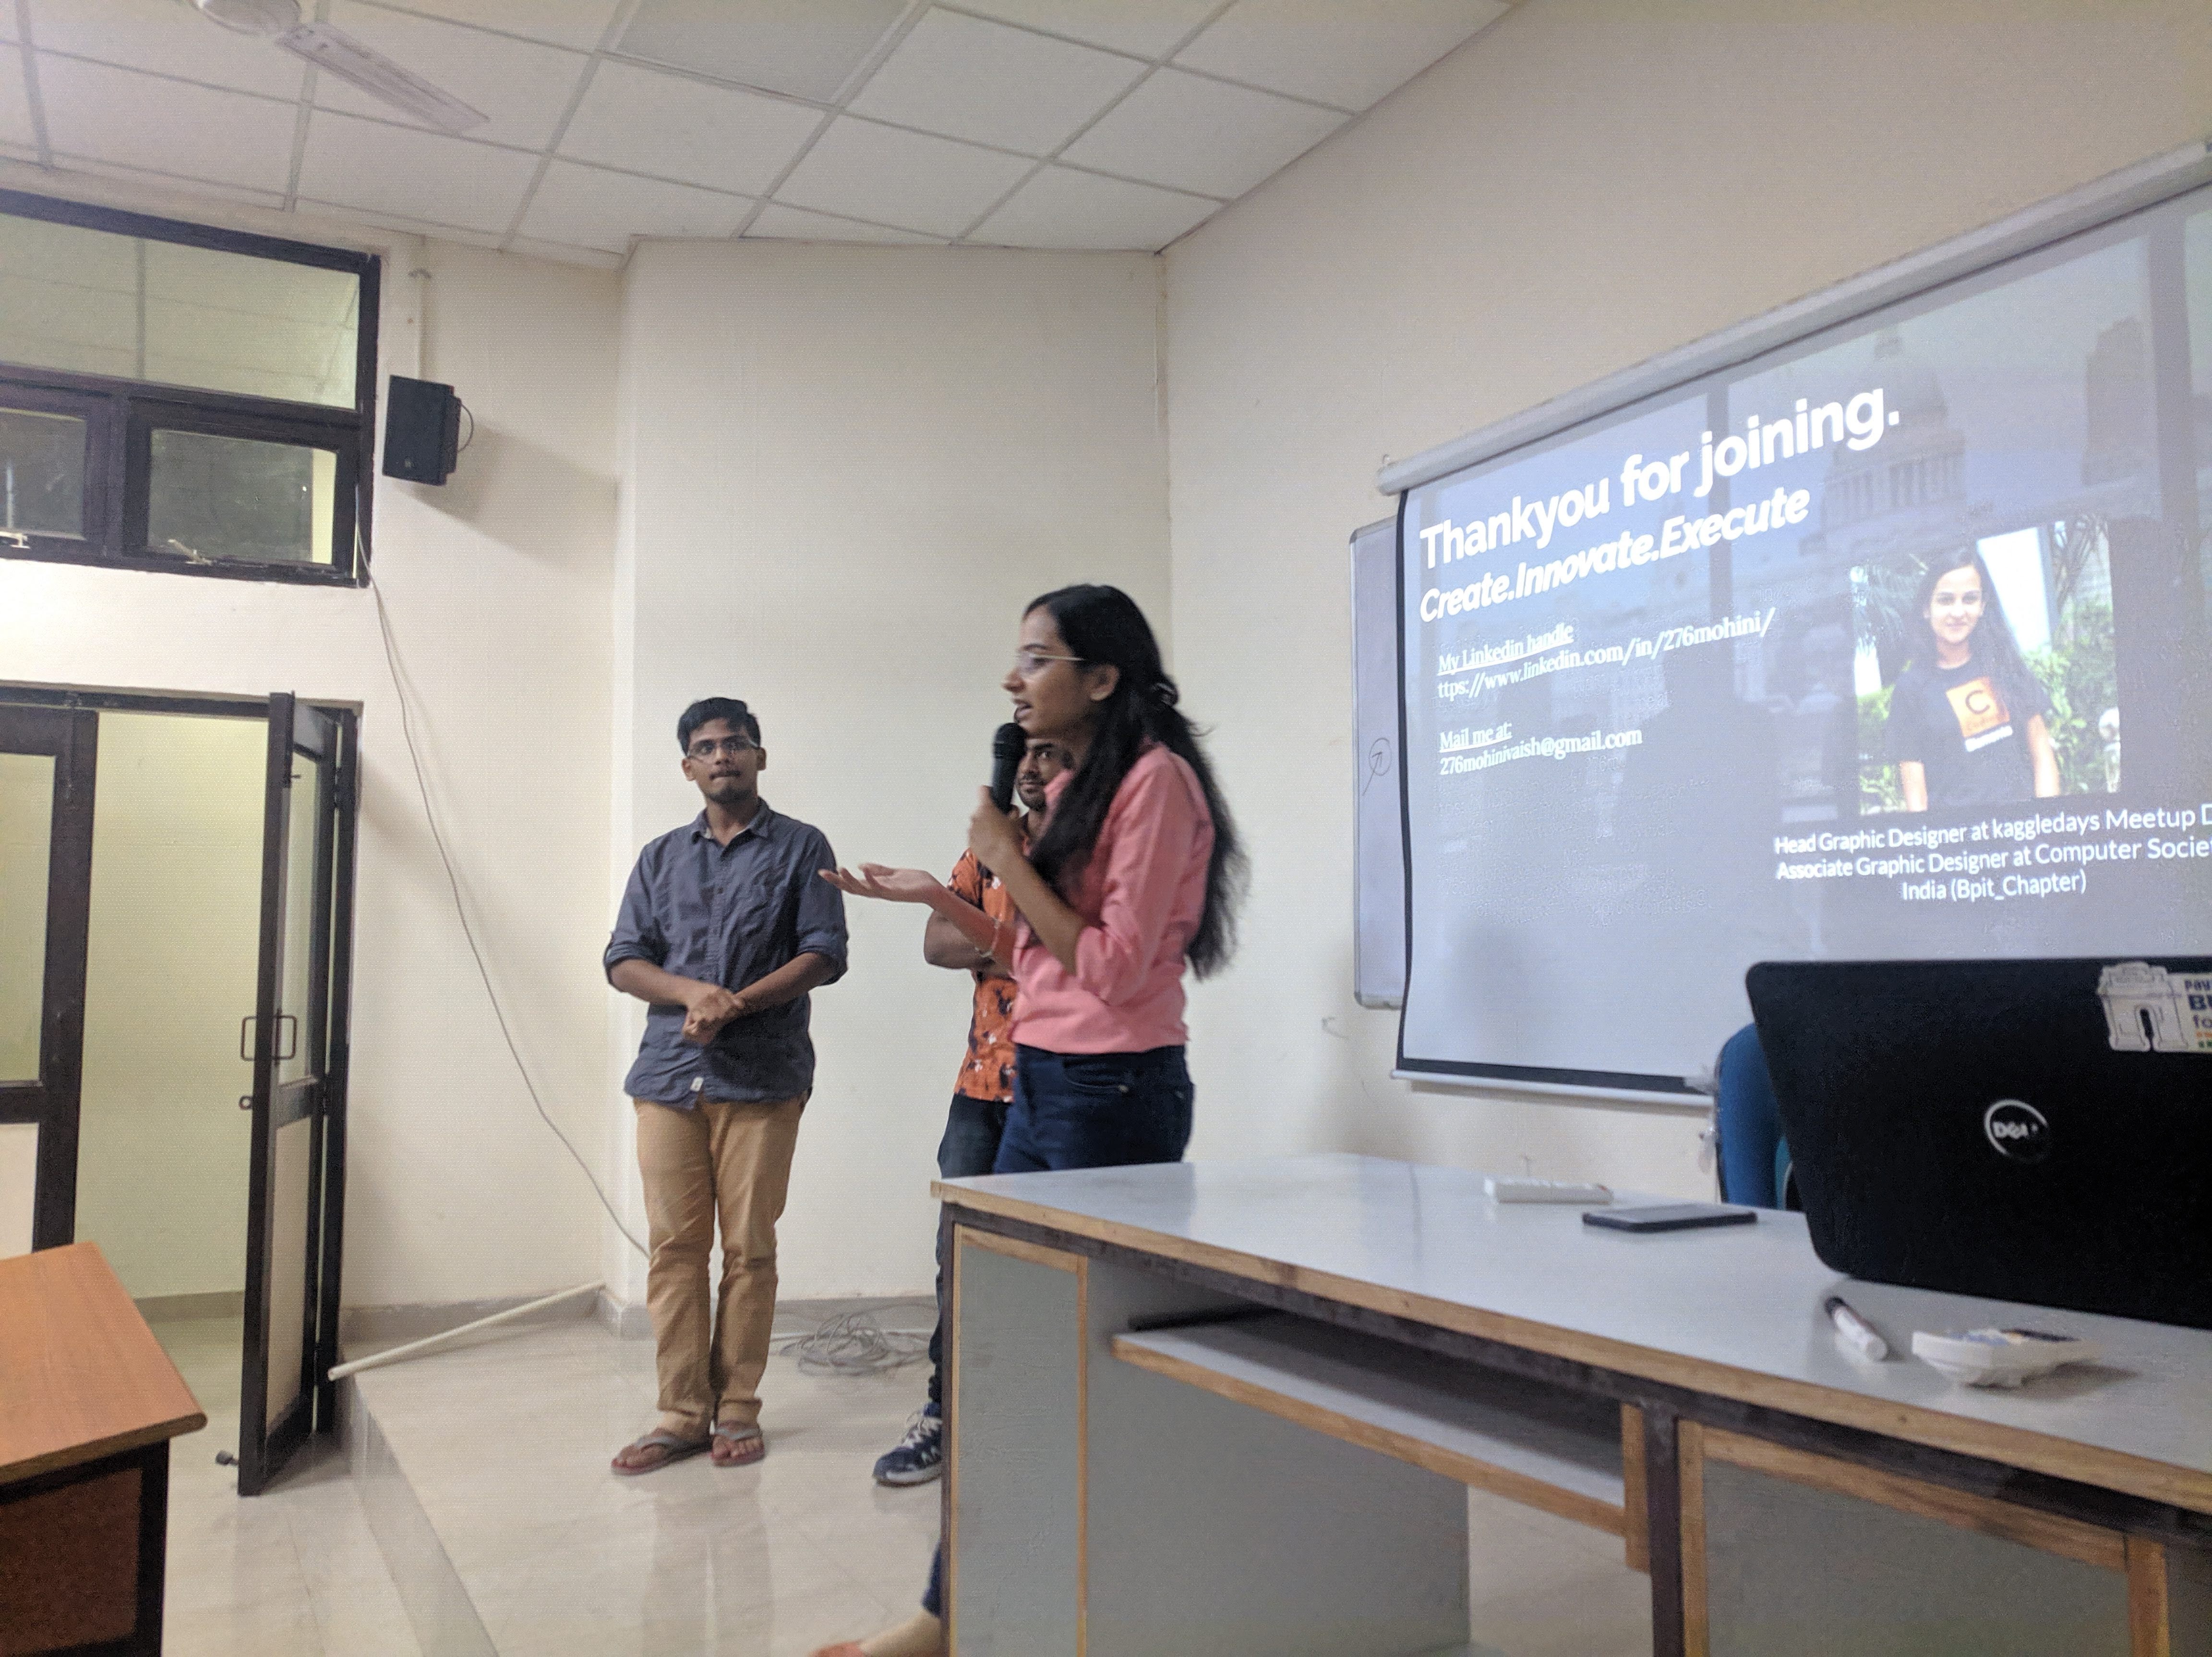 Thankyou for joining.
Create.Innovate.Execute
My Linkedin handle
ttps://www.linkedin.com/in/276mohini/
Mail me at:
276mohinivaish@gmail.com
C
Head Graphic Designer at kaggledays Meetup D
Associate Graphic Designer at Computer Socie
India (Bpit_Chapter)
DELL